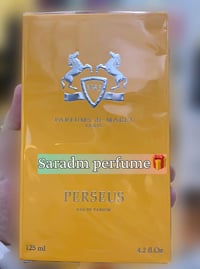 PARFUMS de MARLY
PARIS
Saradm perfume🎁
PERSEUS
EAU DE PARFUM
125 ml 4.2 fl.Oz